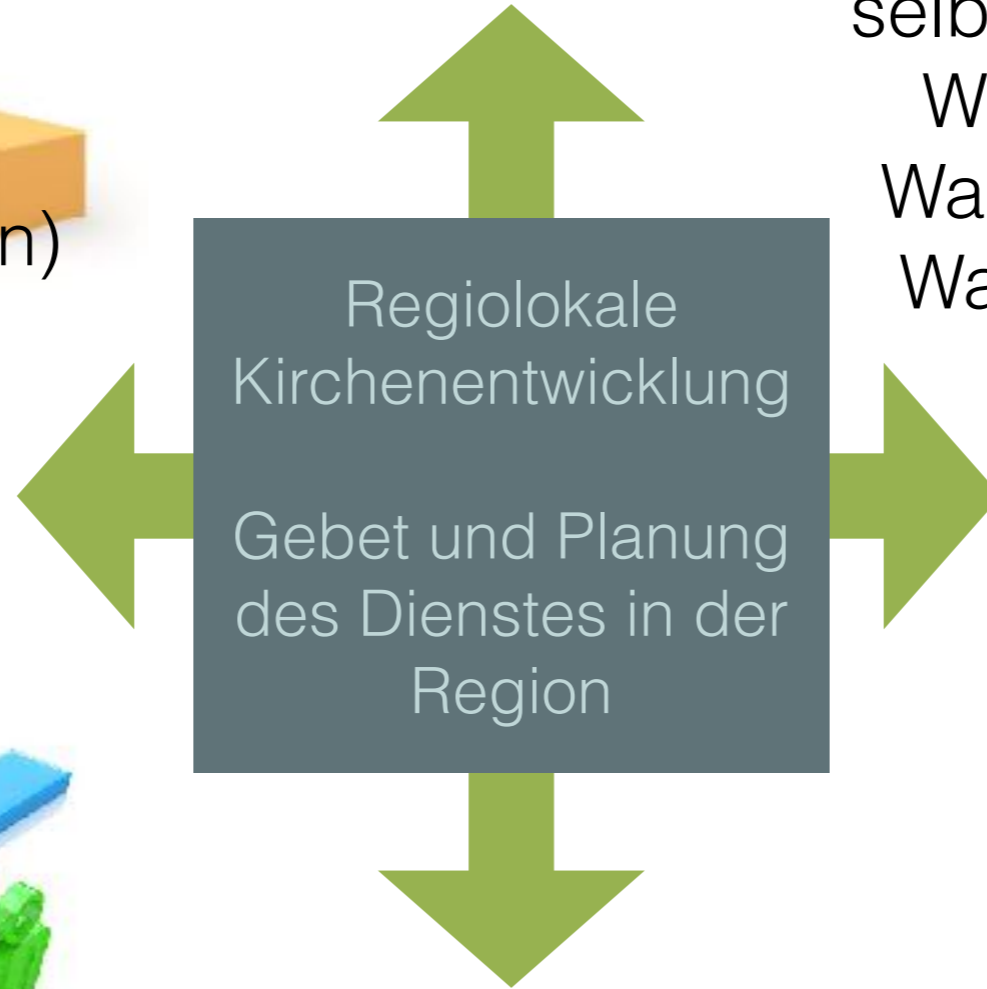 Regiolokale
Kirchenentwicklung
Gebet und Planung
des Dienstes in der
Region